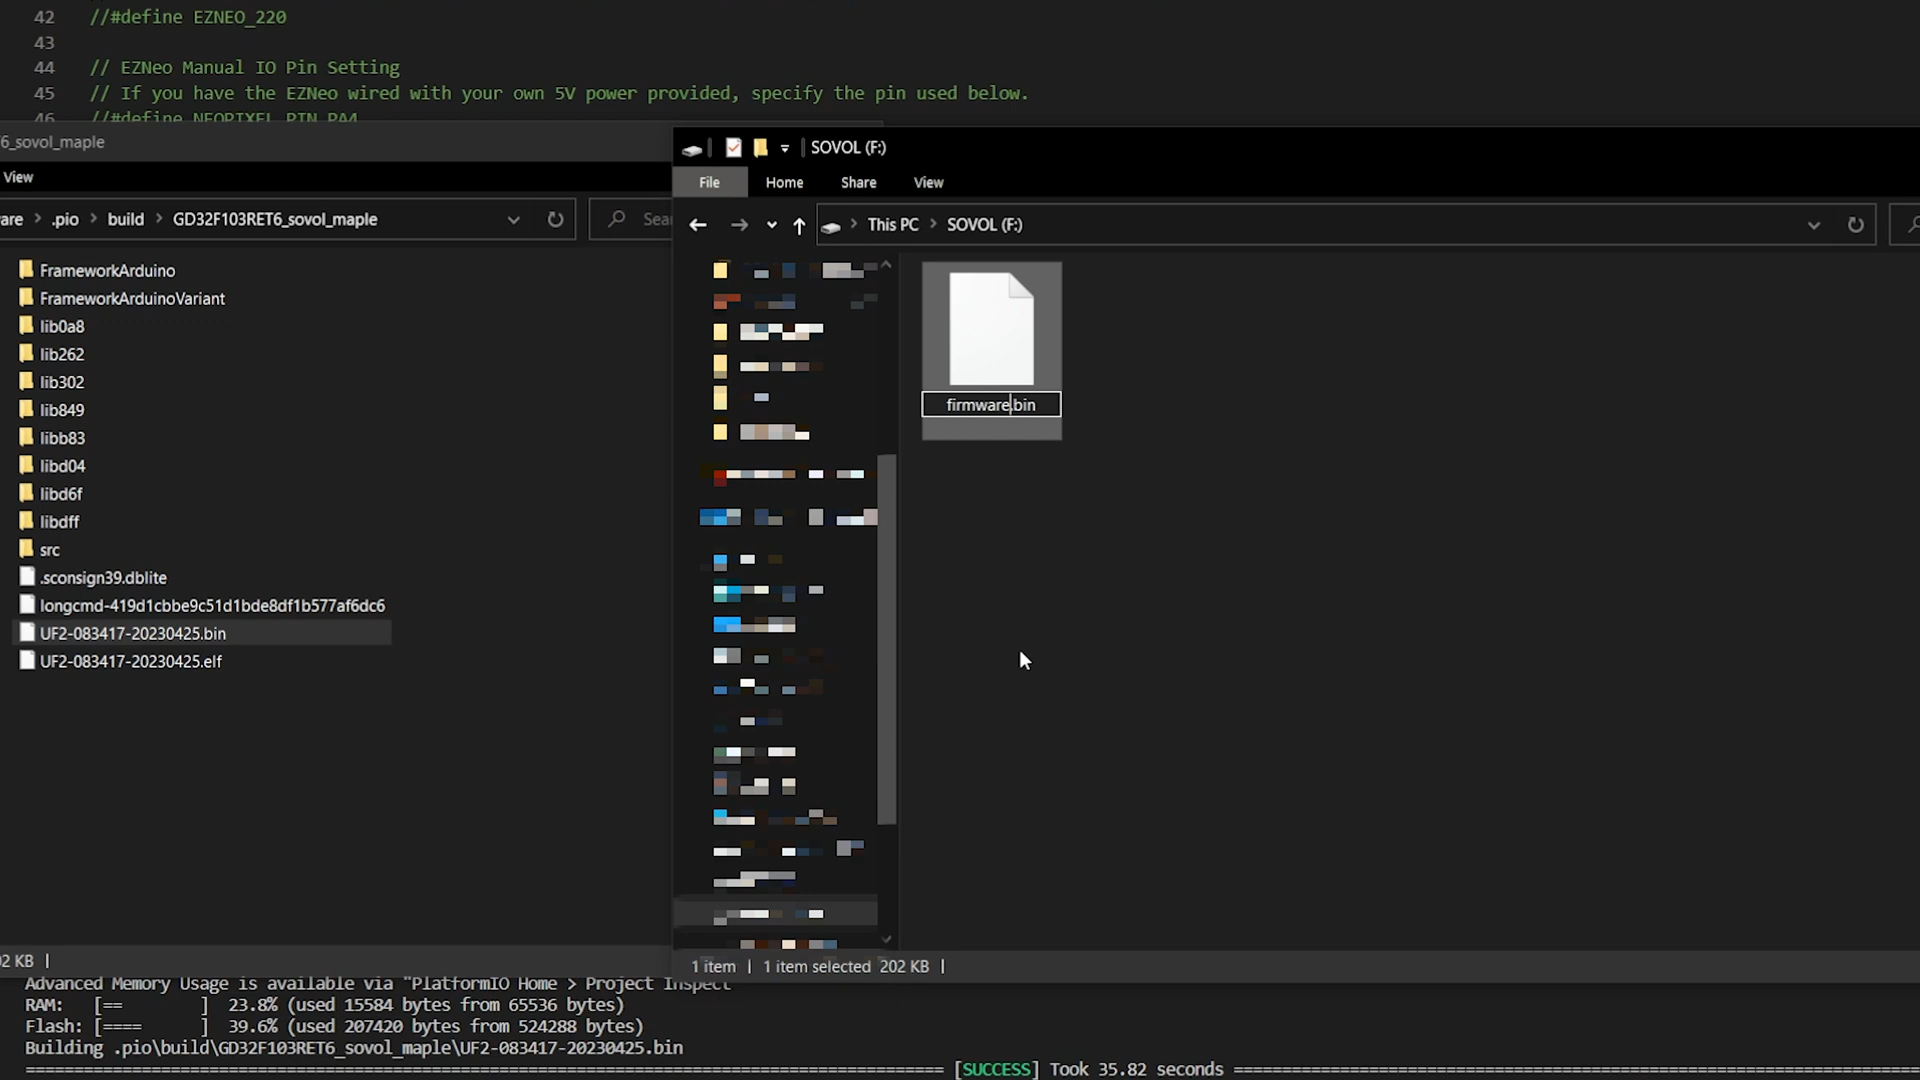 42 //#define EZNEO_220
43
44 // EZNeo Manual IO Pin Setting
45 // If you have the EZNeo wired with your own 5V power provided, specify the pin used below.
46 //#define NEOPIXEL_PIN PA4
6_sovol_maple
View
are > .pio > build > GD32F103RET6_sovol_maple
Sea
FrameworkArduino
FrameworkArduinoVariant
lib0a8
lib262
lib302
lib849
libb83
libd04
libd6f
libdff
src
.sconsign39.dblite
longcmd-419d1cbbe9c51d1bde8df1b577af6dc6
UF2-083417-20230425.bin
UF2-083417-20230425.elf
02 KB
SOVOL (F:)
File Home Share View
This PC > SOVOL (F:)
firmware.bin
1 item 1 item selected 202 KB
Advanced Memory Usage is available via "PlatformIO Home > Project Inspect
RAM: [== ] 23.8% (used 15584 bytes from 65536 bytes)
Flash: [==== ] 39.6% (used 207420 bytes from 524288 bytes)
Building .pio\build\GD32F103RET6_sovol_maple\UF2-083417-20230425.bin
[SUCCESS] Took 35.82 seconds